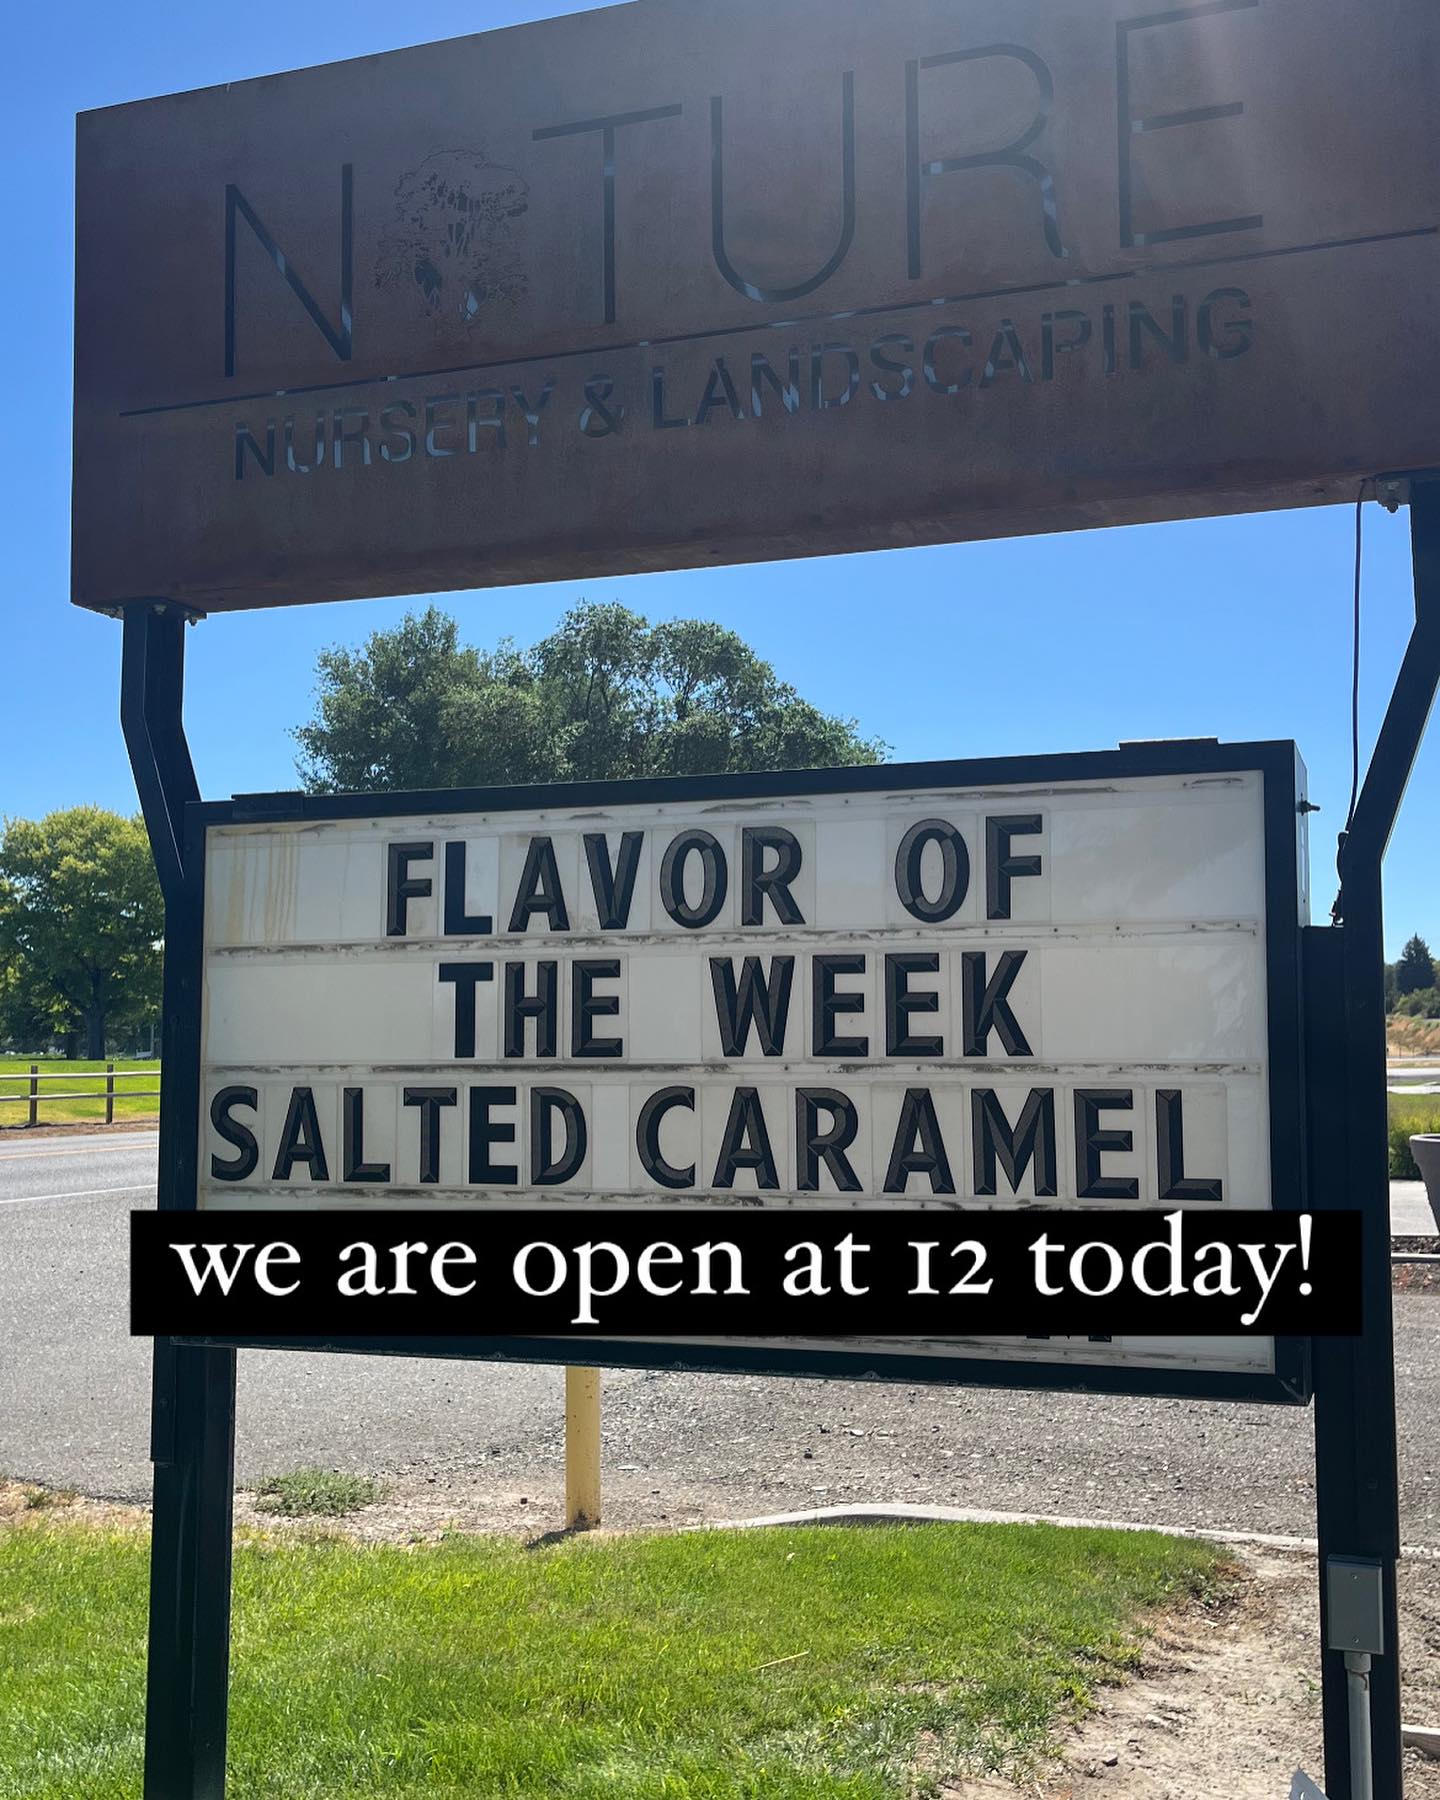 NATURE
NURSERY & LANDSCAPING
FLAVOR OF
THE WEEK
SALTED CARAMEL
we are open at 12 today!